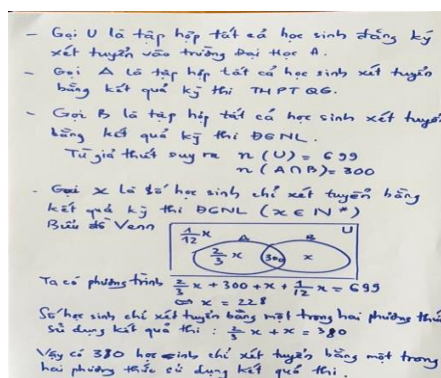 - Gọi U là tập hợp tất cả học sinh đăng ký
xét tuyển vào trường Đại Học A.
- Gọi A là tập hợp tất cả học sinh xét tuyển
bằng kết quả kỳ thi THPT QG.
- Gọi B là tập hợp tất cả học sinh xét tuyển
bằng kết quả kỳ thi ĐGNL.
Từ giả thuyết suy ra n(U) = 699
n(A∩B) = 300
- Gọi x là số học sinh chỉ xét tuyển bằng
kết quả kỳ thi ĐGNL (x ∈ N*)
Biểu đồ Venn
U
1/12 x
A
B
2/3 x
300
x
Ta có phương trình 2/3 x + 300 + x + 1/12 x = 699
⇔ x = 228
Số học sinh chỉ xét tuyển bằng một trong hai phương thức
sử dụng kết quả thi : 2/3 x + x = 380
Vậy có 380 học sinh chỉ xét tuyển bằng một trong
hai phương thức sử dụng kết quả thi.